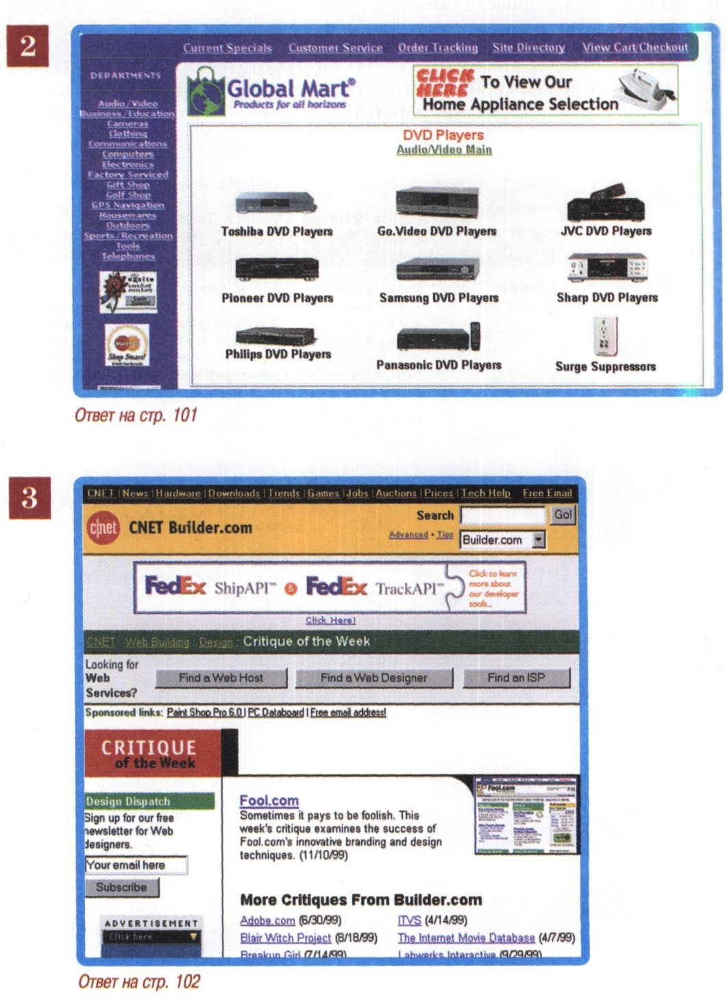 2
Current Specials Customer Service Order Tracking Site Directory View Cart/Checkout
DEPARTMENTS
Audio/Video
Business/Education
Cameras
Clothing
Communications
Computers
Electronics
Factory Serviced
Gift Shop
Golf Shop
GPS Navigation
Housewares
Outdoors
Sports/Recreation
Tools
Telephones
excite
Shop Smart!
Global Mart®
Products for all horizons
CLICK HERE To View Our
Home Appliance Selection
DVD Players
Audio/Video Main
Toshiba DVD Players Go.Video DVD Players JVC DVD Players
Pioneer DVD Players Samsung DVD Players Sharp DVD Players
Philips DVD Players Panasonic DVD Players Surge Suppressors
Ответ на стр. 101
3
CNET | News | Hardware | Downloads | Trends | Games | Jobs | Auctions | Prices | Tech Help Free Email
c|net CNET Builder.com
Search Go!
Advanced • Tips Builder.com
FedEx ShipAPI™ & FedEx TrackAPI™
Click to learn
more about
our developer
tools...
Click Here!
CNET Web Building Design Critique of the Week
Looking for
Web
Services?
Find a Web Host Find a Web Designer Find an ISP
Sponsored links: Paint Shop Pro 6.0 | PC Databoard | Free email address!
CRITIQUE
of the Week
Design Dispatch
Sign up for our free
newsletter for Web
designers.
Your email here
Subscribe
ADVERTISEMENT
Click here.
Fool.com
Sometimes it pays to be foolish. This
week's critique examines the success of
Fool.com's innovative branding and design
techniques. (11/10/99)
Fool.com
More Critiques From Builder.com
Adobe.com (6/30/99) ITVS (4/14/99)
Blair Witch Project (8/18/99) The Internet Movie Database (4/7/99)
Breakup Girl (7/14/99) Labwerks Interactive (9/29/99)
Ответ на стр. 102